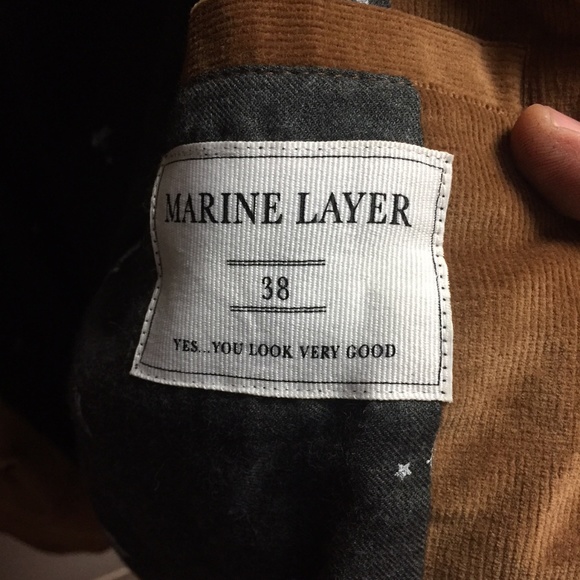 MARINE LAYER
38
YES...YOU LOOK VERY GOOD